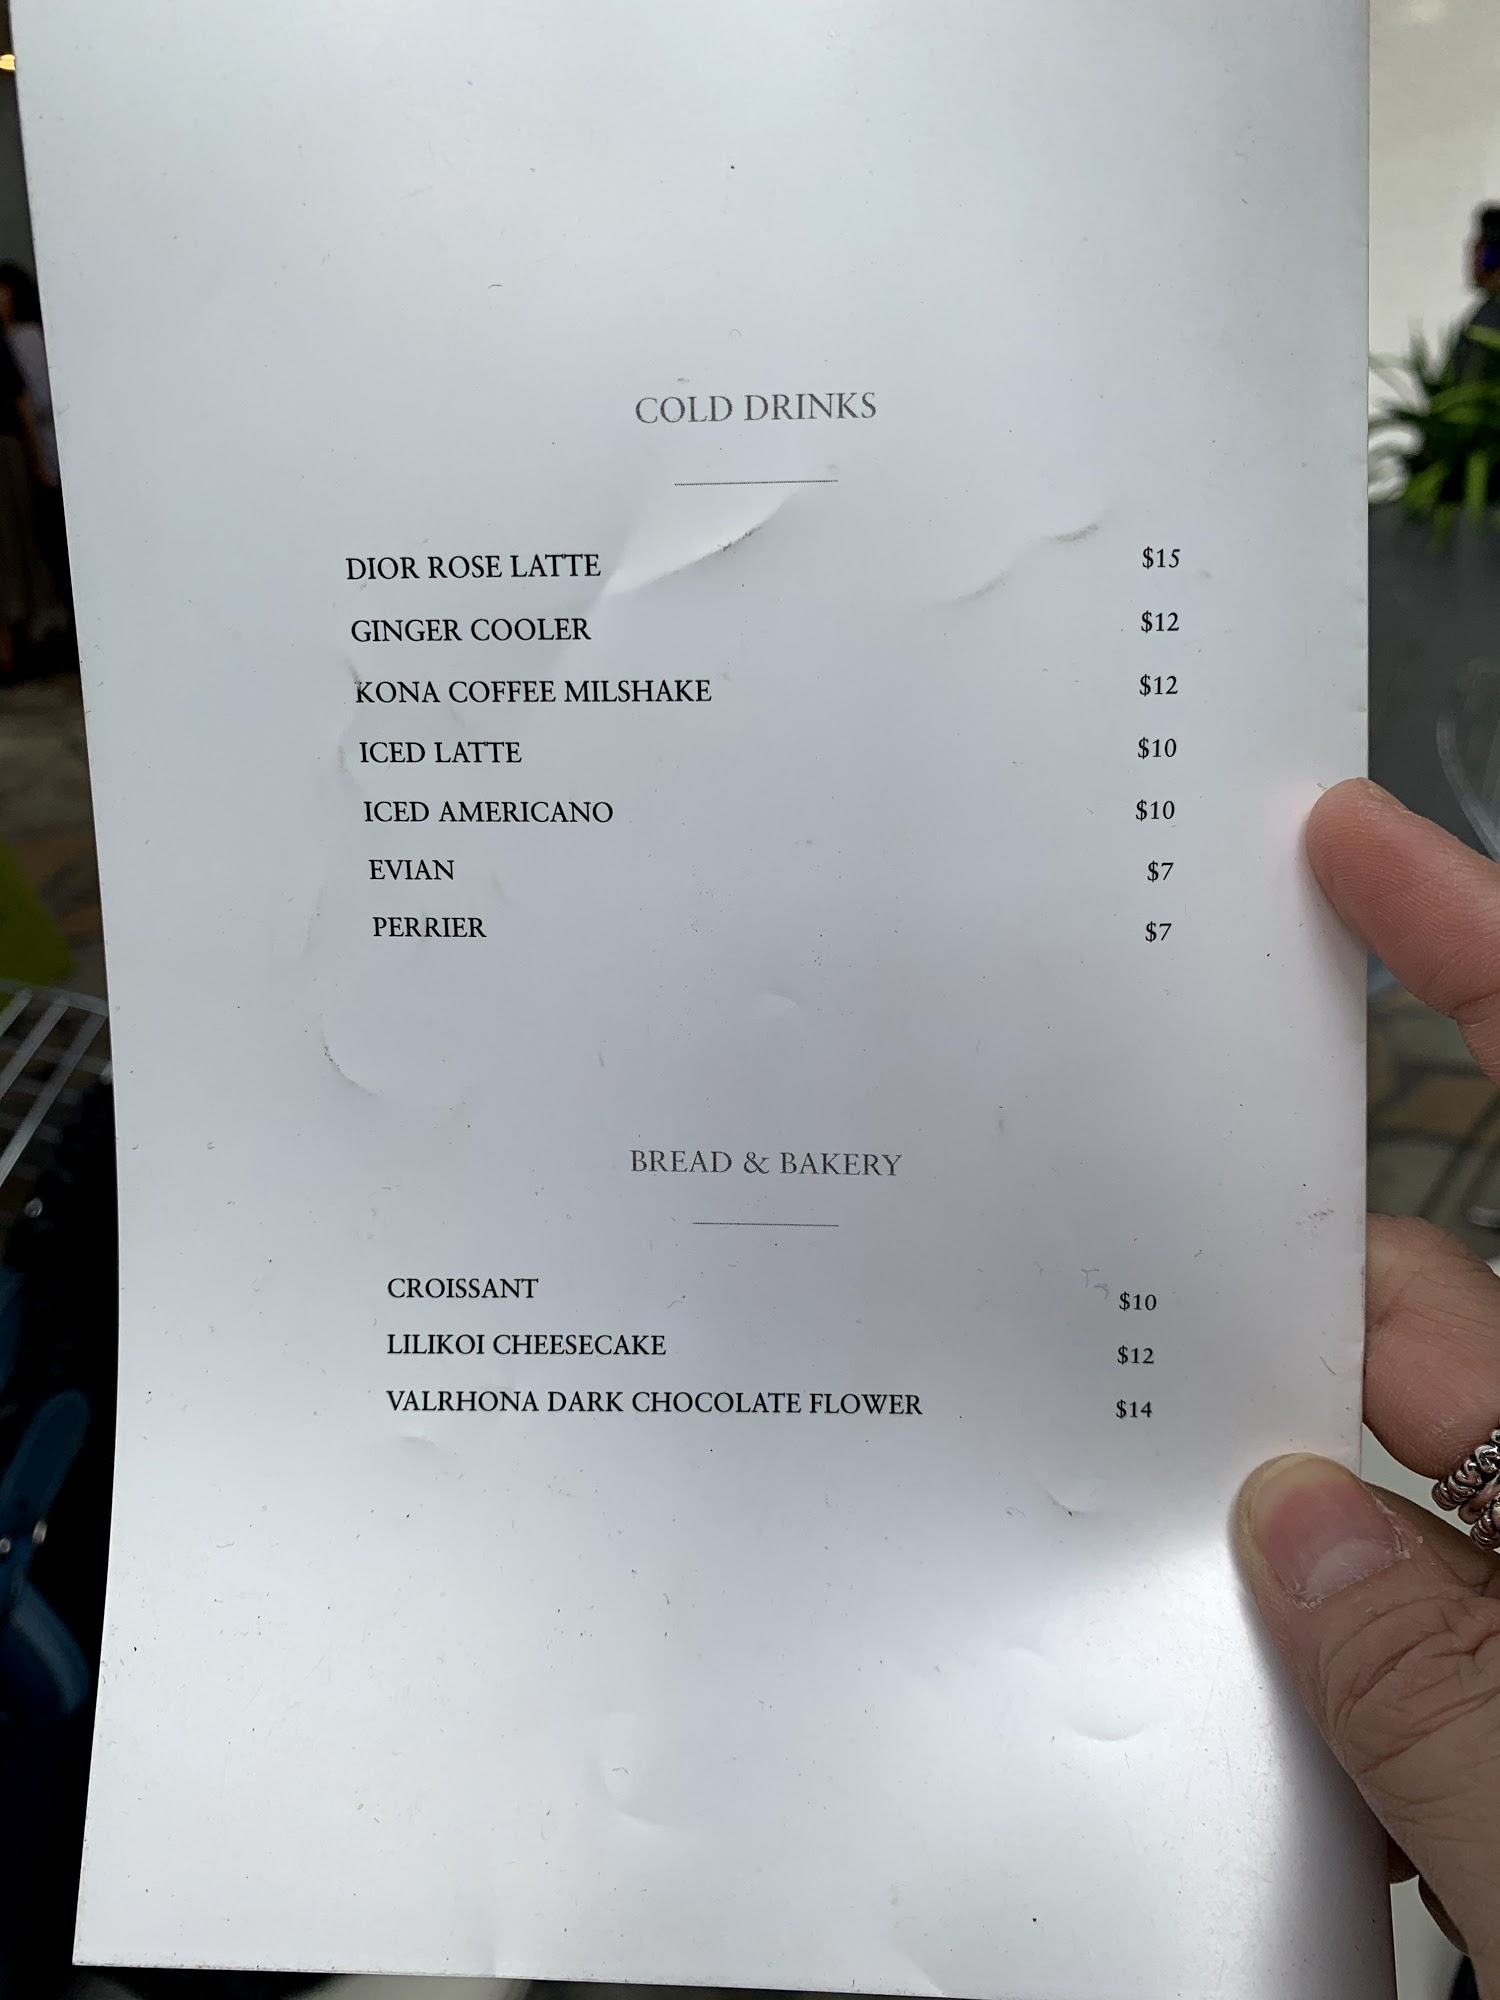 COLD DRINKS
DIOR ROSE LATTE $15
GINGER COOLER $12
KONA COFFEE MILSHAKE $12
ICED LATTE $10
ICED AMERICANO $10
EVIAN $7
PERRIER $7
BREAD & BAKERY
CROISSANT $10
LILIKOI CHEESECAKE $12
VALRHONA DARK CHOCOLATE FLOWER $14